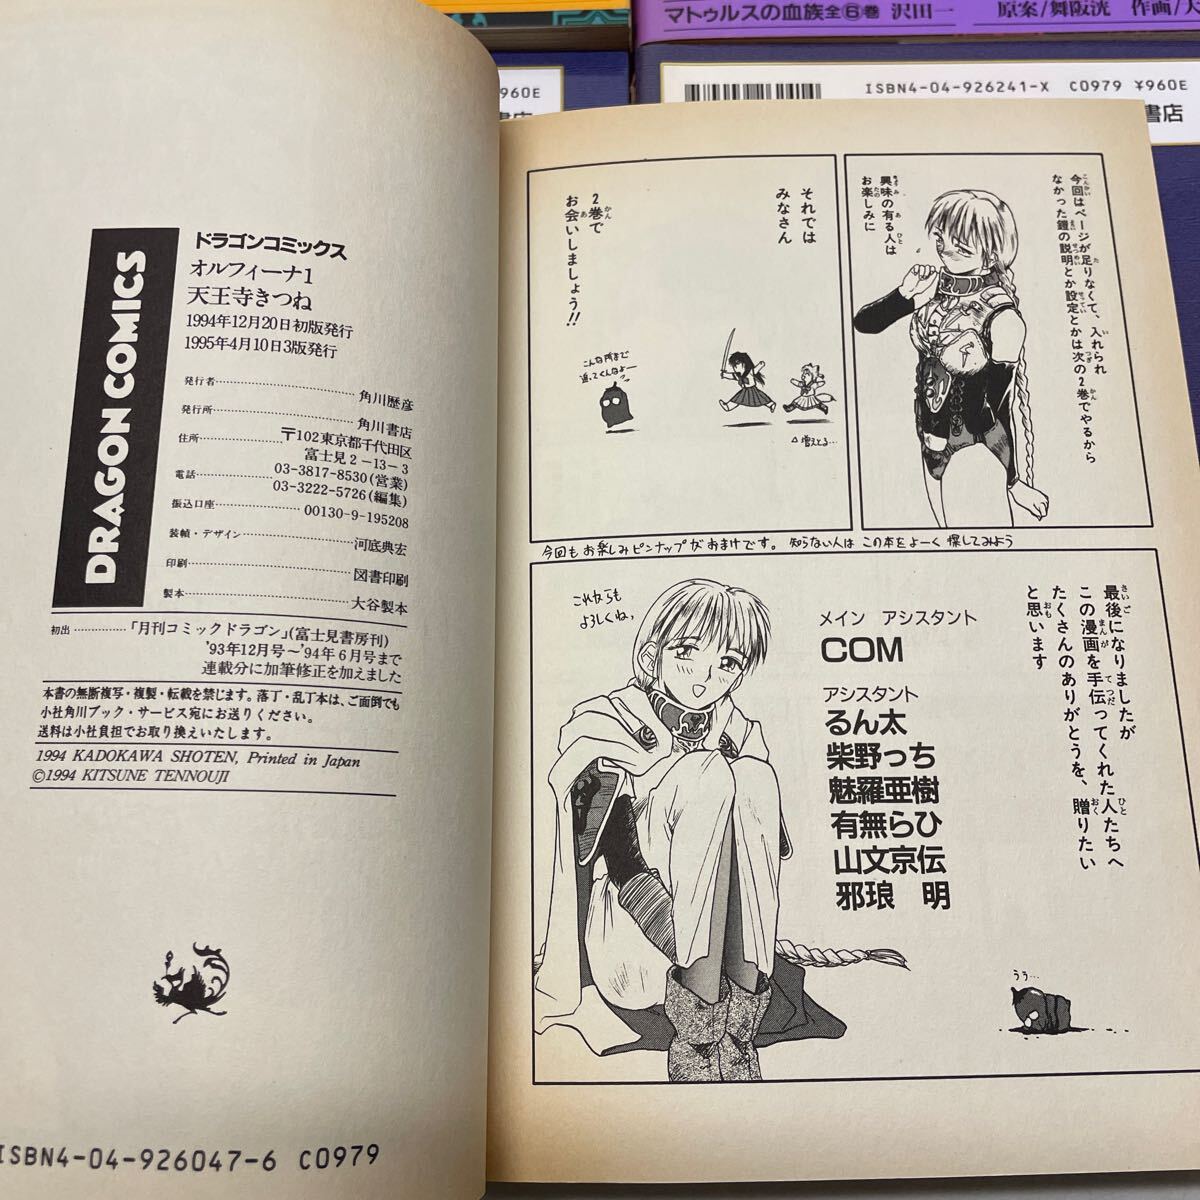 マトゥルスの血族全⑥巻 沢田一
原案/舞阪洸 作画/大
960E
ISBN4-04-926241-X C0979 ¥960E
書店
DRAGON COMICS
ドラゴンコミックス
オルフィーナ1
天王寺きつね
1994年12月20日初版発行
1995年4月10日3版発行
発行者 角川歴彦
発行所 角川書店
住所 〒102東京都千代田区
富士見2-13-3
電話 03-3817-8530(営業)
03-3222-5726(編集)
振込口座 00130-9-195208
装幀・デザイン 河底典宏
印刷 図書印刷
製本 大谷製本
初出 「月刊コミックドラゴン」(富士見書房刊)
'93年12月号～'94年6月号まで
連載分に加筆修正を加えました
本書の無断複写・複製・転載を禁じます。落丁・乱丁本は、ご面倒でも
小社角川ブック・サービス宛にお送りください。
送料は小社負担でお取り換えいたします。
1994 KADOKAWA SHOTEN, Printed in Japan
©1994 KITSUNE TENNOUJI
ISBN4-04-926047-6 C0979
今回はページが足りなくて、入れられ
なかった鎧の説明とか設定とかは次の2巻でやるから
興味の有る人は
お楽しみに
それでは
みなさん
2巻で
お会いしましょう!!
こんな所まで
追ってくんなよー
△増えてる…
今回もお楽しみピンナップがおまけです。知らない人はこの本をよーく探してみよう
最後になりましたが
この漫画を手伝ってくれた人たちへ
たくさんのありがとうを、贈りたい
と思います
メイン アシスタント
COM
アシスタント
るん太
柴野っち
魅羅亜樹
有無らひ
山文京伝
邪琅 明
これからも
よろしくね。
うぅ…